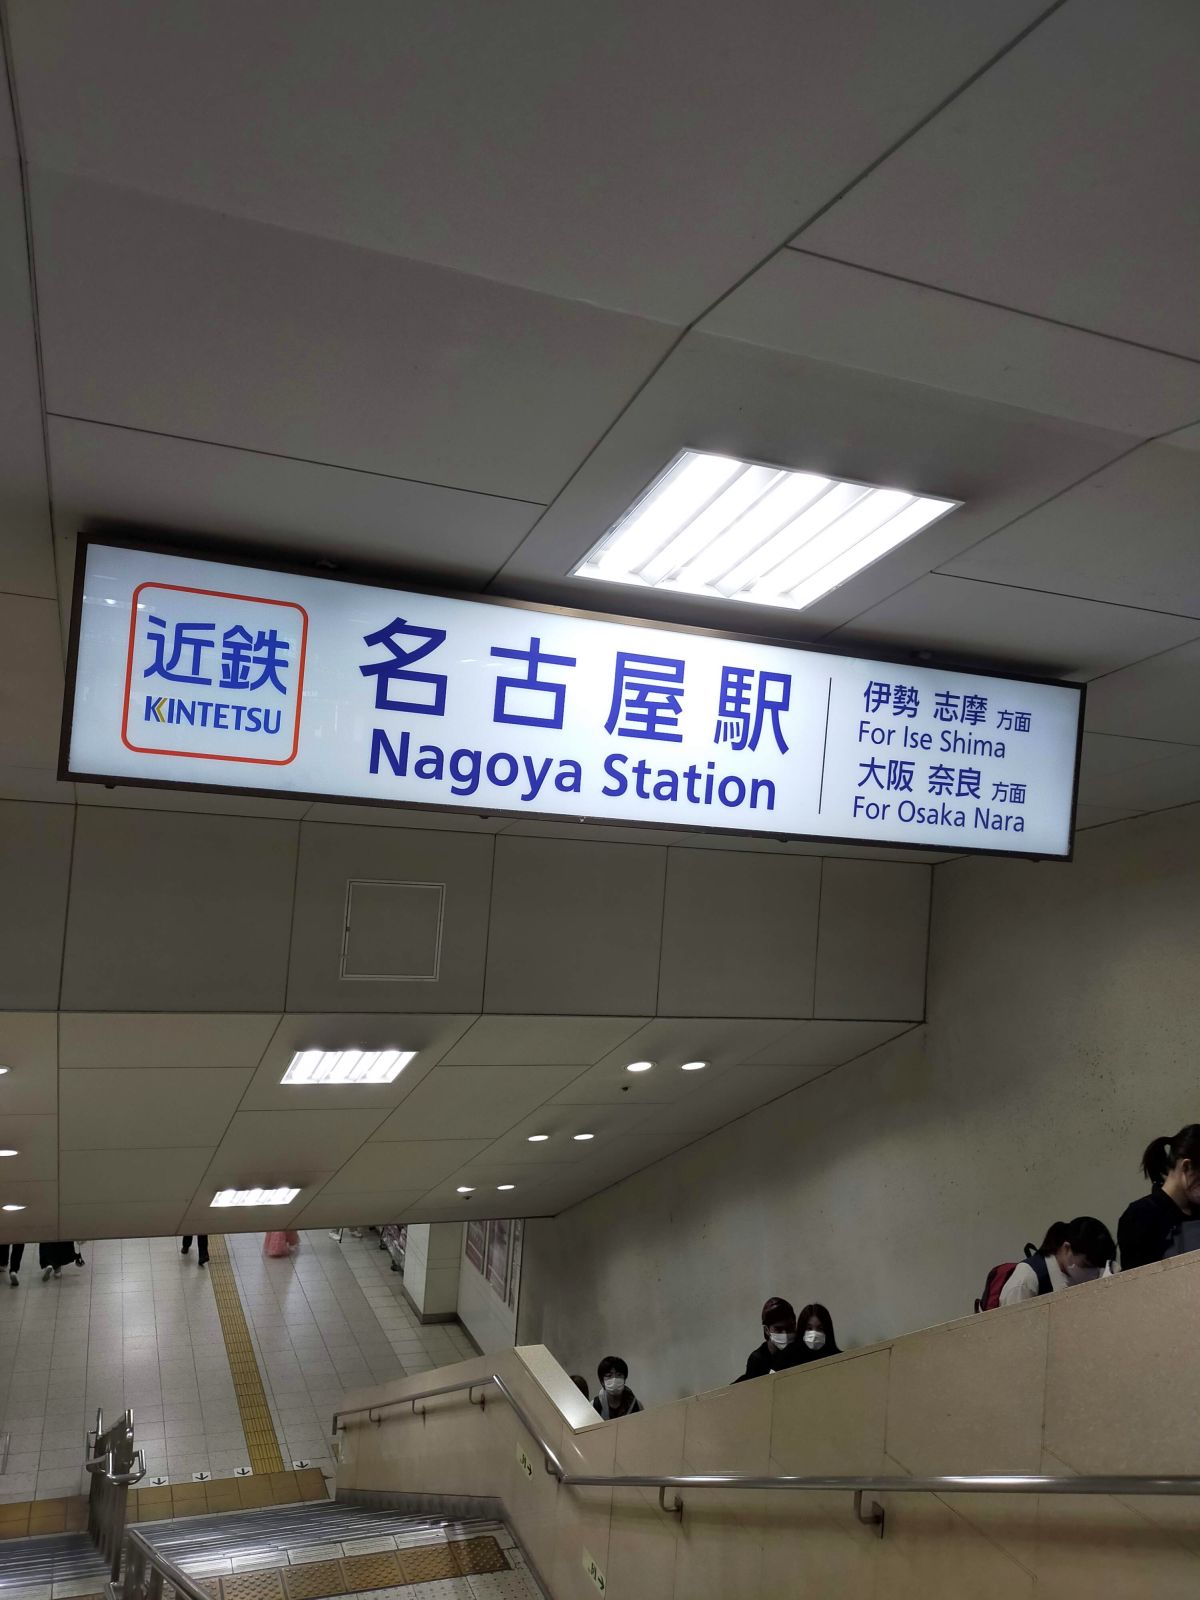 近鉄
KINTETSU
名古屋駅
Nagoya Station
伊勢 志摩 方面
For Ise Shima
大阪 奈良 方面
For Osaka Nara